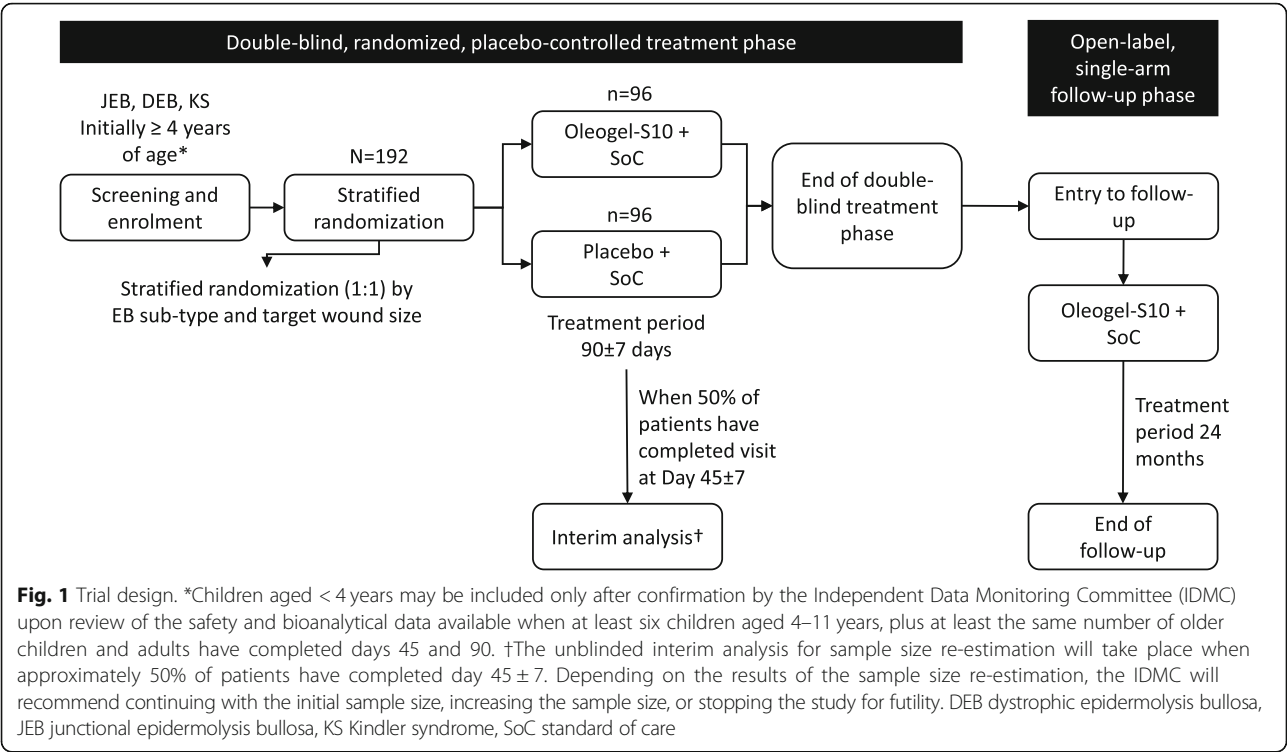 Double-blind, randomized, placebo-controlled treatment phase
Open-label,
single-arm
follow-up phase
JEB, DEB, KS
Initially ≥ 4 years
of age*
Screening and
enrolment
N=192
Stratified
randomization
Stratified randomization (1:1) by
EB sub-type and target wound size
n=96
Oleogel-S10 +
SoC
n=96
Placebo +
SoC
Treatment period
90±7 days
When 50% of
patients have
completed visit
at Day 45±7
Interim analysis†
End of double-
blind treatment
phase
Entry to follow-
up
Oleogel-S10 +
SoC
Treatment
period 24
months
End of
follow-up
Fig. 1 Trial design. *Children aged < 4 years may be included only after confirmation by the Independent Data Monitoring Committee (IDMC)
upon review of the safety and bioanalytical data available when at least six children aged 4–11 years, plus at least the same number of older
children and adults have completed days 45 and 90. †The unblinded interim analysis for sample size re-estimation will take place when
approximately 50% of patients have completed day 45 ± 7. Depending on the results of the sample size re-estimation, the IDMC will
recommend continuing with the initial sample size, increasing the sample size, or stopping the study for futility. DEB dystrophic epidermolysis bullosa,
JEB junctional epidermolysis bullosa, KS Kindler syndrome, SoC standard of care